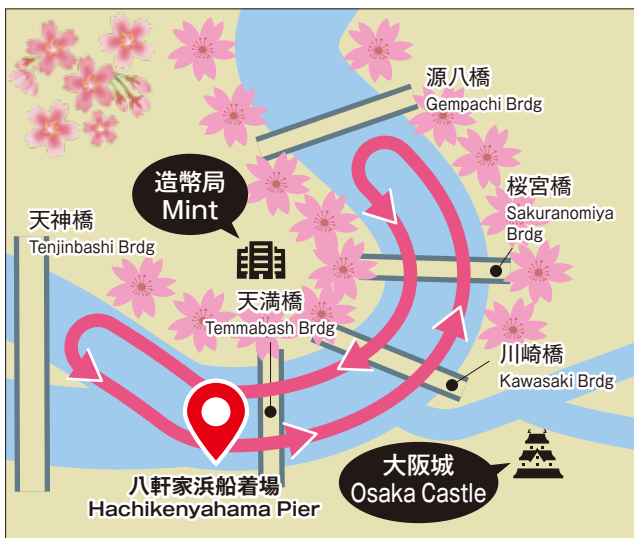 源八橋
Gempachi Brdg
造幣局
Mint
桜宮橋
Sakuranomiya
Brdg
天神橋
Tenjinbashi Brdg
天満橋
Temmabash Brdg
川崎橋
Kawasaki Brdg
大阪城
Osaka Castle
八軒家浜船着場
Hachikenyahama Pier